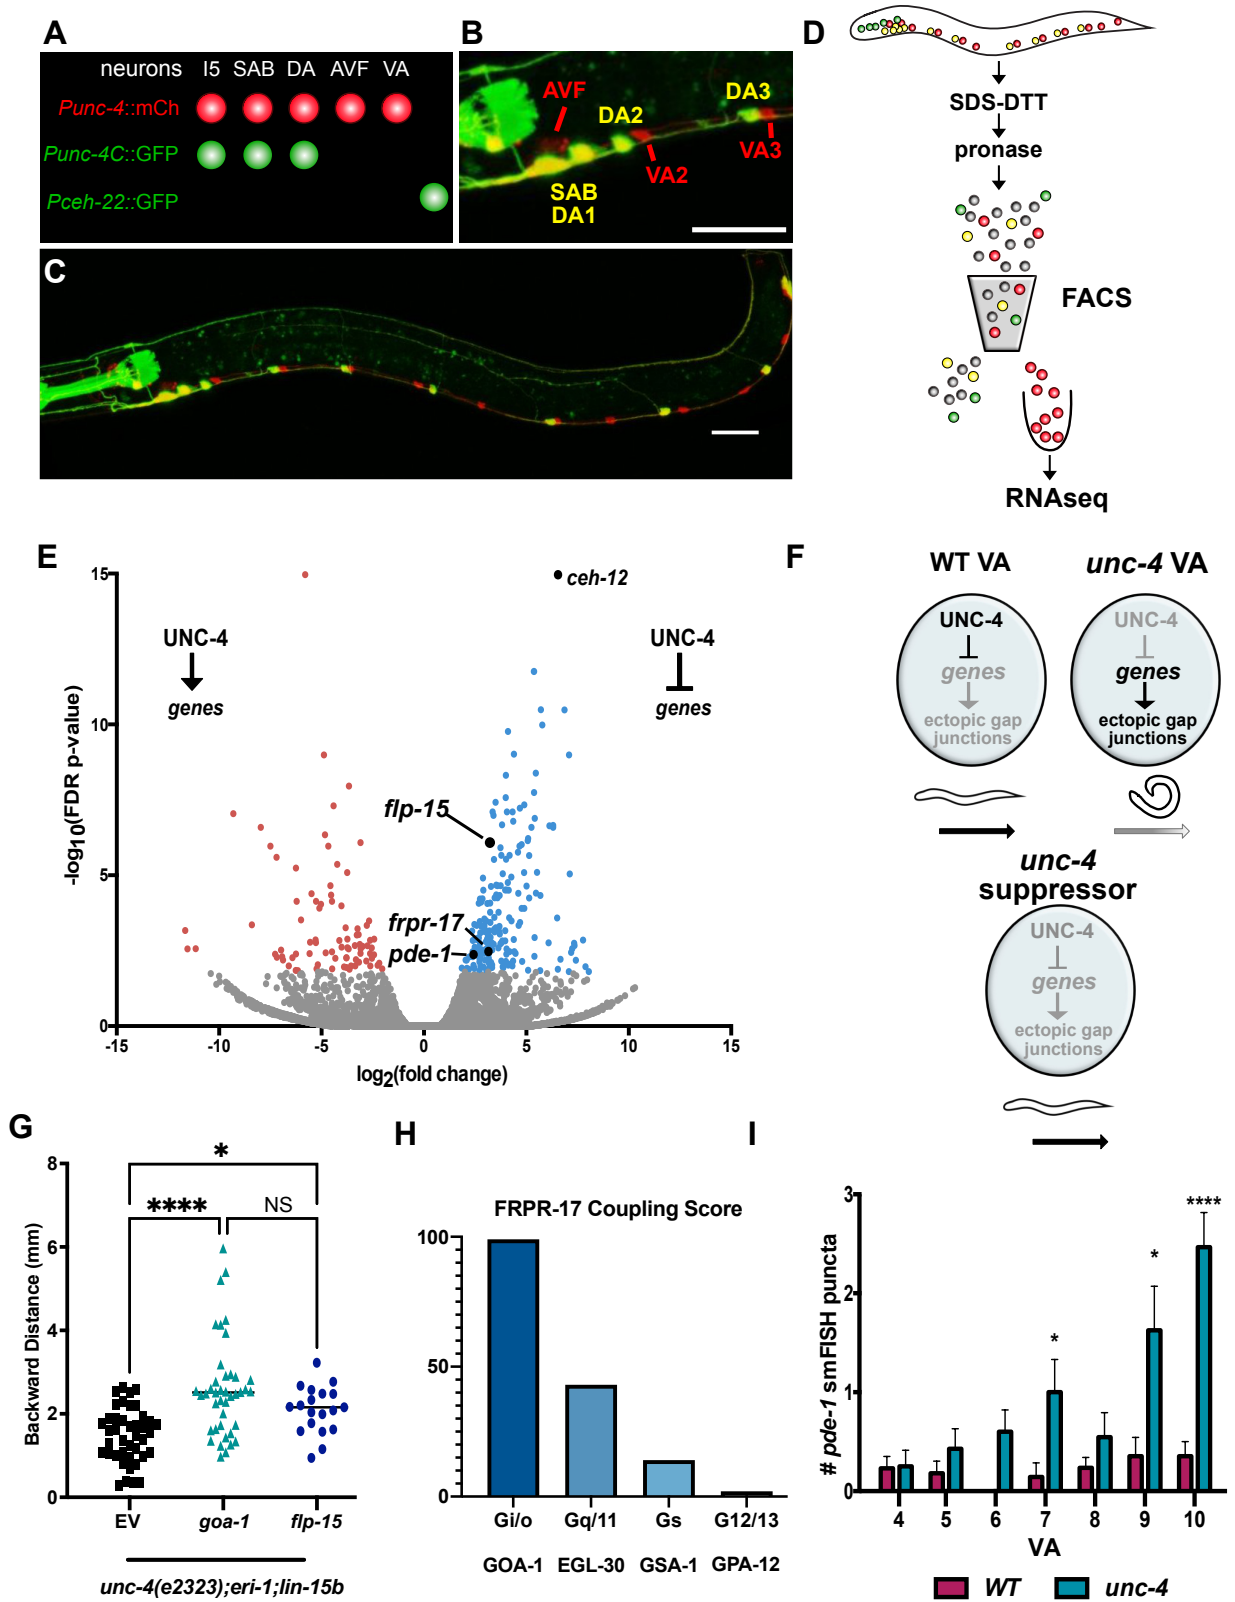 A
neurons I5 SAB DA AVF VA
Punc-4::mCh
Punc-4C::GFP
Pceh-22::GFP
B
AVF
DA2
DA3
VA3
VA2
SAB
DA1
C
D
SDS-DTT
pronase
FACS
RNAseq
E
15
10
5
0
-15 -10 -5 0 5 10 15
-log10(FDR p-value)
log2(fold change)
UNC-4
genes
ceh-12
UNC-4
genes
flp-15
frpr-17
pde-1
F
WT VA
UNC-4
genes
ectopic gap
junctions
unc-4 VA
UNC-4
genes
ectopic gap
junctions
unc-4
suppressor
UNC-4
genes
ectopic gap
junctions
G
*
**** NS
8
6
4
2
0
Backward Distance (mm)
EV goa-1 flp-15
unc-4(e2323);eri-1;lin-15b
H
FRPR-17 Coupling Score
100
50
0
Gi/o Gq/11 Gs G12/13
GOA-1 EGL-30 GSA-1 GPA-12
I
3
2
1
0
# pde-1 smFISH puncta
*
*
****
4 5 6 7 8 9 10
VA
WT unc-4